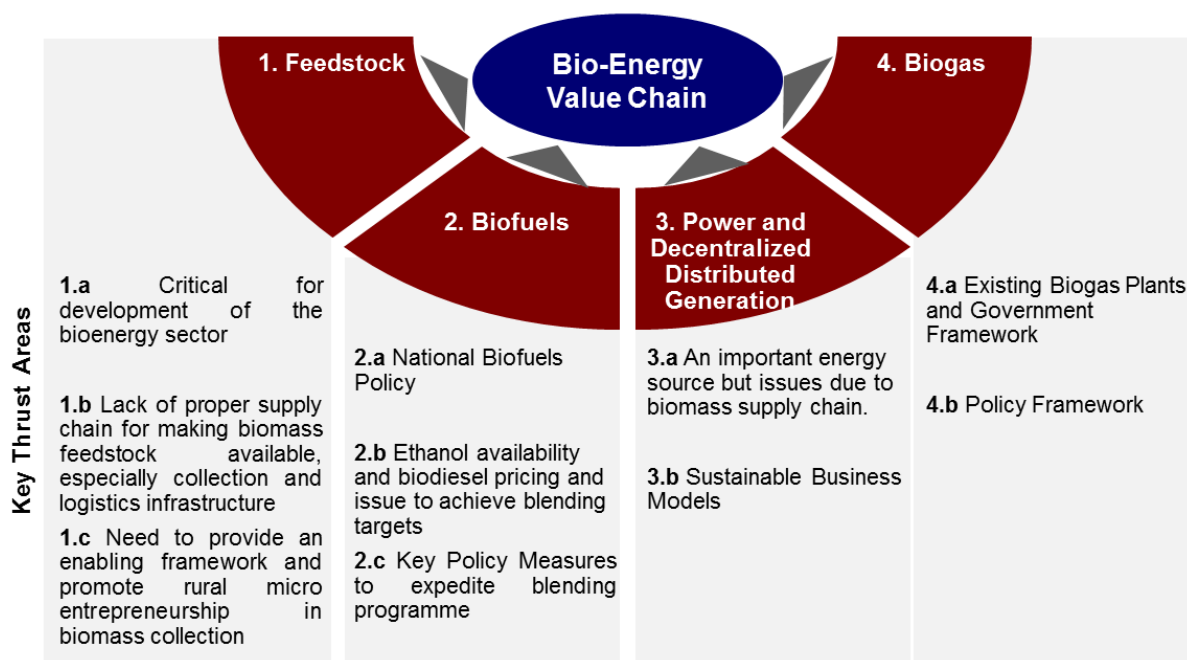 Bio-Energy
Value Chain
1. Feedstock
2. Biofuels
3. Power and
Decentralized
Distributed
Generation
4. Biogas
Key Thrust Areas
1.a Critical for
development of the
bioenergy sector
1.b Lack of proper supply
chain for making biomass
feedstock available,
especially collection and
logistics infrastructure
1.c Need to provide an
enabling framework and
promote rural micro
entrepreneurship in
biomass collection
2.a National Biofuels
Policy
2.b Ethanol availability
and biodiesel pricing and
issue to achieve blending
targets
2.c Key Policy Measures
to expedite blending
programme
3.a An important energy
source but issues due to
biomass supply chain.
3.b Sustainable Business
Models
4.a Existing Biogas Plants
and Government
Framework
4.b Policy Framework